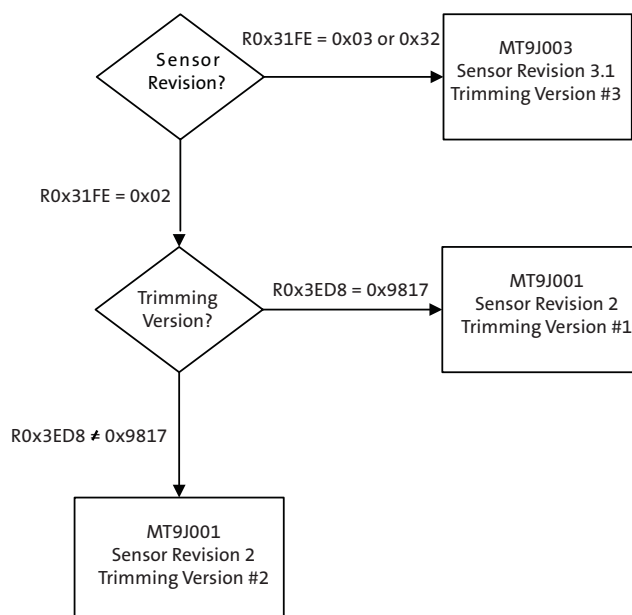 Sensor
Revision?
R0x31FE = 0x03 or 0x32
MT9J003
Sensor Revision 3.1
Trimming Version #3
R0x31FE = 0x02
Trimming
Version?
R0x3ED8 = 0x9817
MT9J001
Sensor Revision 2
Trimming Version #1
R0x3ED8 ≠ 0x9817
MT9J001
Sensor Revision 2
Trimming Version #2